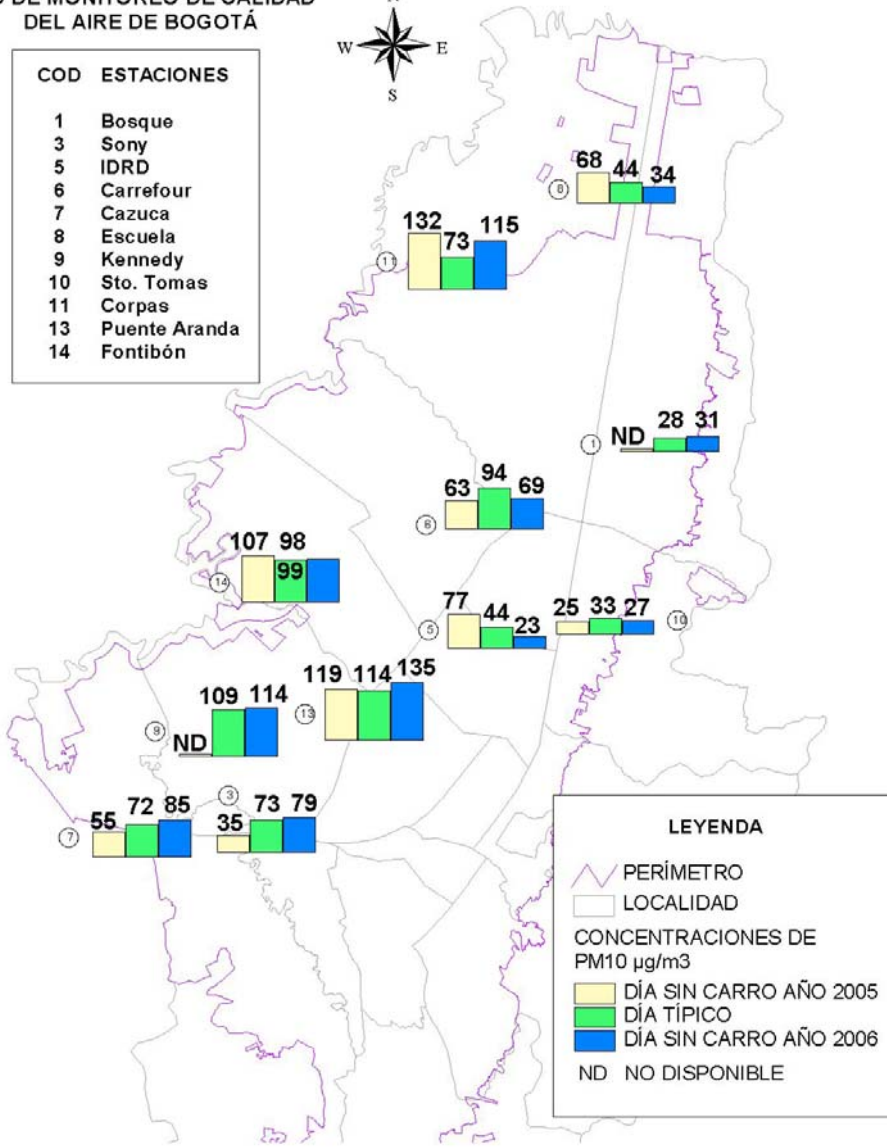 DE MONITOREO DE CALIDAD
DEL AIRE DE BOGOTÁ
COD ESTACIONES
1 Bosque
3 Sony
5 IDRD
6 Carrefour
7 Cazuca
8 Escuela
9 Kennedy
10 Sto. Tomas
11 Corpas
13 Puente Aranda
14 Fontibón
W E
S
68 44 34
8
132 73 115
11
ND 28 31
1
63 94 69
6
107 98
99
14
77 44 23
5
25 33 27
10
119 114 135
13
ND 109 114
9
55 72 85
7
35 73 79
3
LEYENDA
PERÍMETRO
LOCALIDAD
CONCENTRACIONES DE
PM10 µg/m3
DÍA SIN CARRO AÑO 2005
DÍA TÍPICO
DÍA SIN CARRO AÑO 2006
ND NO DISPONIBLE